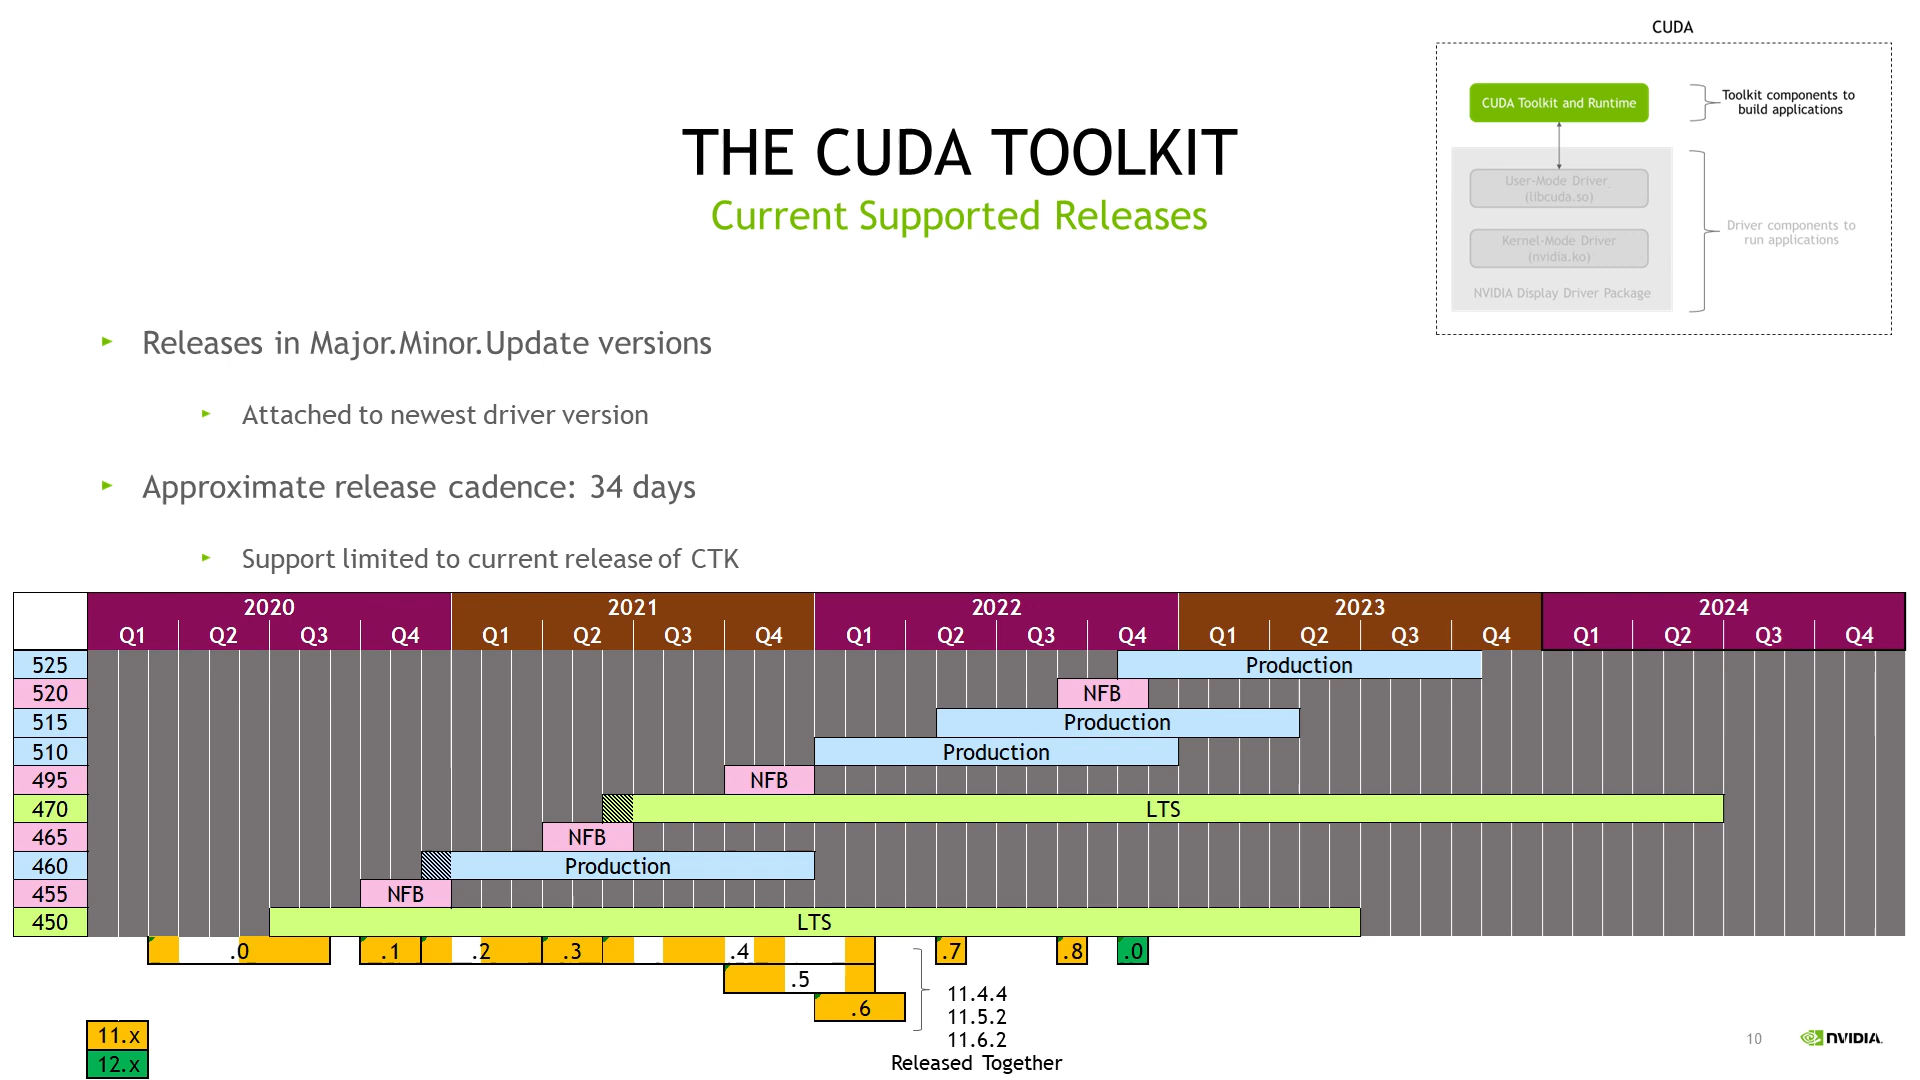 CUDA
CUDA Toolkit and Runtime
Toolkit components to
build applications
User-Mode Driver
(libcuda.so)
Kernel-Mode Driver
(nvidia.ko)
NVIDIA Display Driver Package
Driver components to
run applications
THE CUDA TOOLKIT
Current Supported Releases
Releases in Major.Minor.Update versions
Attached to newest driver version
Approximate release cadence: 34 days
Support limited to current release of CTK
2020 2021 2022 2023 2024
Q1 Q2 Q3 Q4 Q1 Q2 Q3 Q4 Q1 Q2 Q3 Q4 Q1 Q2 Q3 Q4 Q1 Q2 Q3 Q4
525 Production
520 NFB
515 Production
510 Production
495 NFB
470 LTS
465 NFB
460 Production
455 NFB
450 LTS
.0 .1 .2 .3 .4 .7 .8 .0
.5
.6
11.4.4
11.5.2
11.6.2
Released Together
11.x
12.x
10
NVIDIA.